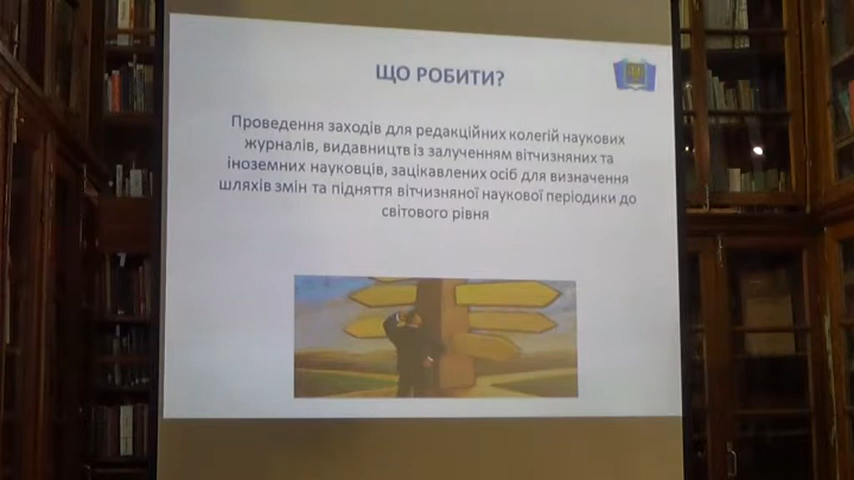 ЩО РОБИТИ?
Проведення заходів для редакційних колегій наукових
журналів, видавництв із залученням вітчизняних та
іноземних науковців, зацікавлених осіб для визначення
шляхів змін та підняття вітчизняної наукової періодики до
світового рівня